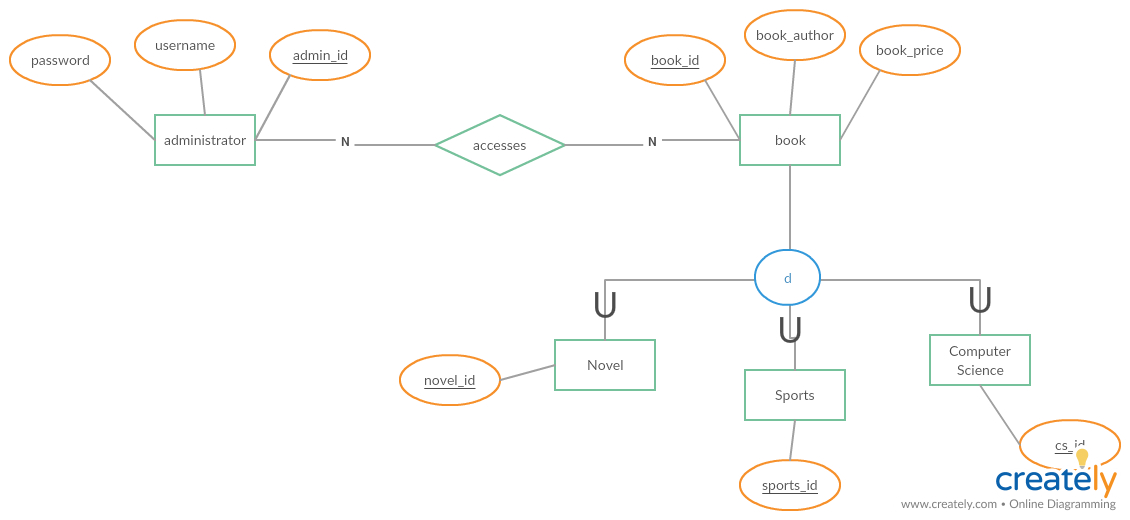 password
username
admin_id
book_id
book_author
book_price
administrator
N
accesses
N
book
d
Novel
novel_id
Sports
sports_id
Computer
Science
cs_id
creately
www.creately.com • Online Diagramming